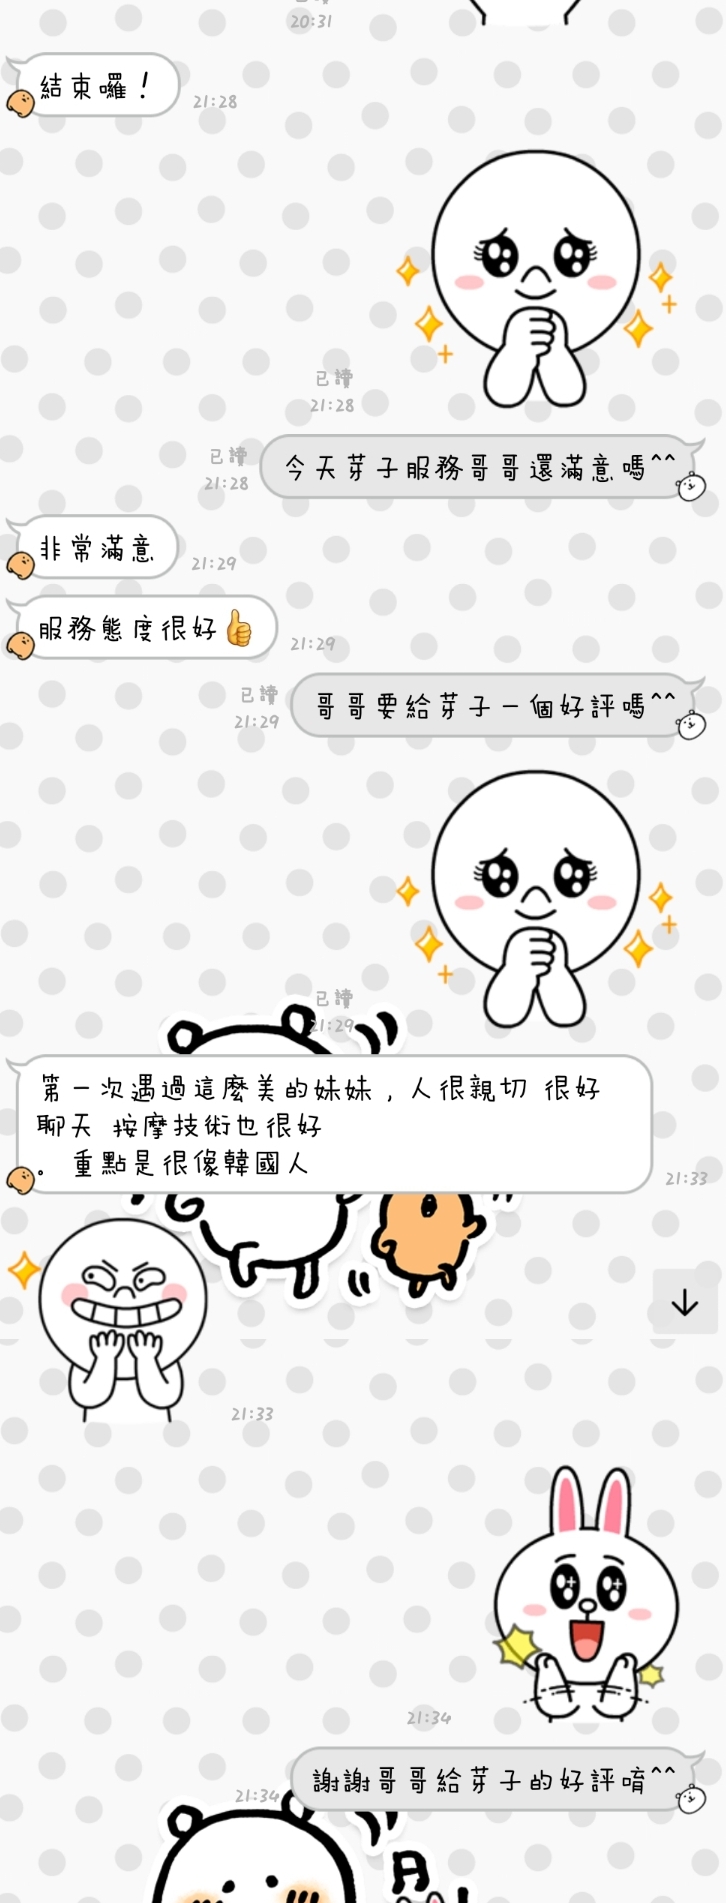 20:31
結束囉！
21:28
已讀
21:28
今天芽子服務哥哥還滿意嗎^^
已讀
21:28
非常滿意
21:29
服務態度很好👍
21:29
哥哥要給芽子一個好評嗎^^
已讀
21:29
已讀
21:29
第一次遇過這麼美的妹妹，人很親切 很好
聊天 按摩技術也很好
。重點是很像韓國人
21:33
21:33
21:34
謝謝哥哥給芽子的好評唷^^
21:34